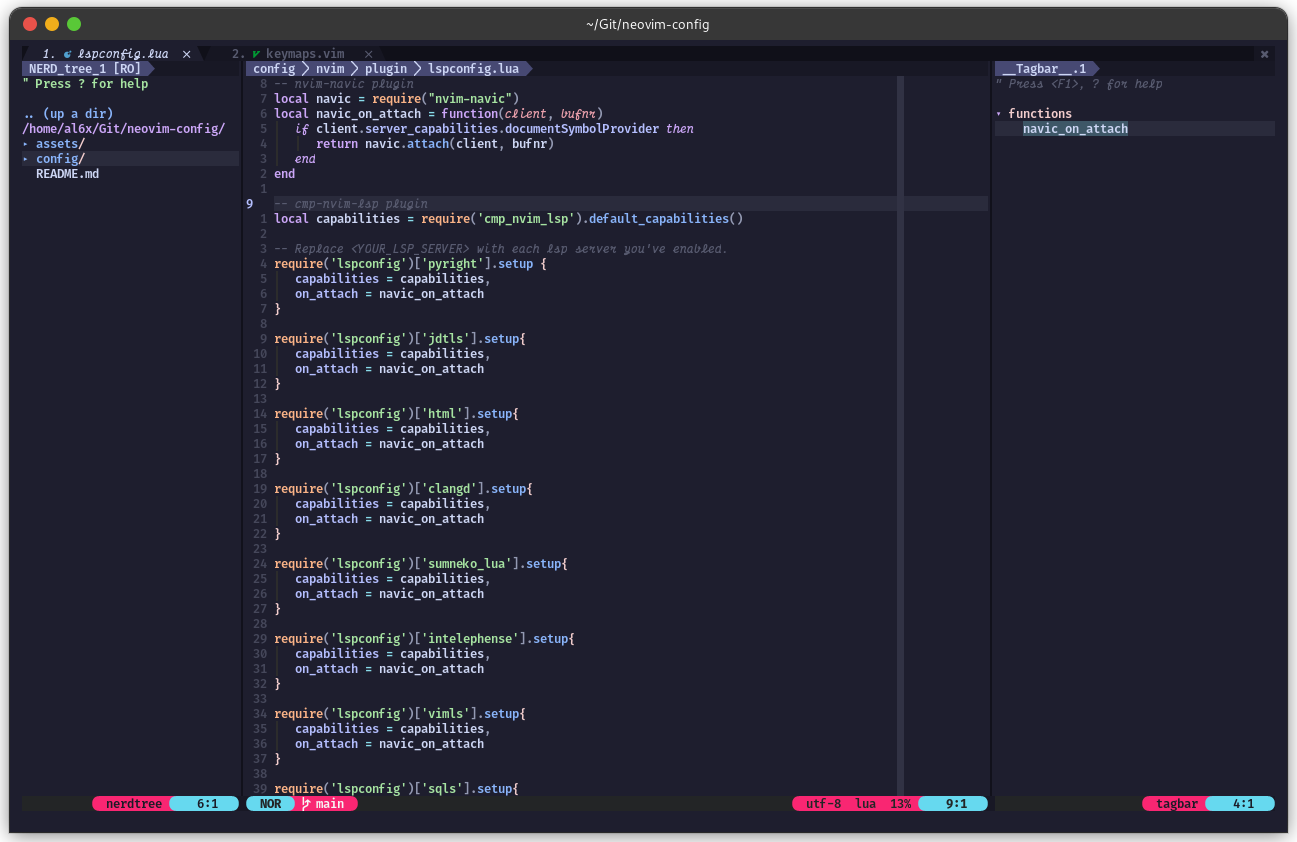 ~/Git/neovim-config
1. lspconfig.lua × 2. keymaps.vim ×
NERD_tree_1 [RO]
" Press ? for help
.. (up a dir)
/home/al6x/Git/neovim-config/
▸ assets/
▸ config/
README.md
nerdtree 6:1
config > nvim > plugin > lspconfig.lua
8 -- nvim-navic plugin
7 local navic = require("nvim-navic")
6 local navic_on_attach = function(client, bufnr)
5 if client.server_capabilities.documentSymbolProvider then
4 return navic.attach(client, bufnr)
3 end
2 end
1
9 -- cmp-nvim-lsp plugin
1 local capabilities = require('cmp_nvim_lsp').default_capabilities()
2
3 -- Replace <YOUR_LSP_SERVER> with each lsp server you've enabled.
4 require('lspconfig')['pyright'].setup {
5 capabilities = capabilities,
6 on_attach = navic_on_attach
7 }
8
9 require('lspconfig')['jdtls'].setup{
10 capabilities = capabilities,
11 on_attach = navic_on_attach
12 }
13
14 require('lspconfig')['html'].setup{
15 capabilities = capabilities,
16 on_attach = navic_on_attach
17 }
18
19 require('lspconfig')['clangd'].setup{
20 capabilities = capabilities,
21 on_attach = navic_on_attach
22 }
23
24 require('lspconfig')['sumneko_lua'].setup{
25 capabilities = capabilities,
26 on_attach = navic_on_attach
27 }
28
29 require('lspconfig')['intelephense'].setup{
30 capabilities = capabilities,
31 on_attach = navic_on_attach
32 }
33
34 require('lspconfig')['vimls'].setup{
35 capabilities = capabilities,
36 on_attach = navic_on_attach
37 }
38
39 require('lspconfig')['sqls'].setup{
NOR main utf-8 lua 13% 9:1
__Tagbar__.1
" Press <F1>, ? for help
▾ functions
navic_on_attach
tagbar 4:1